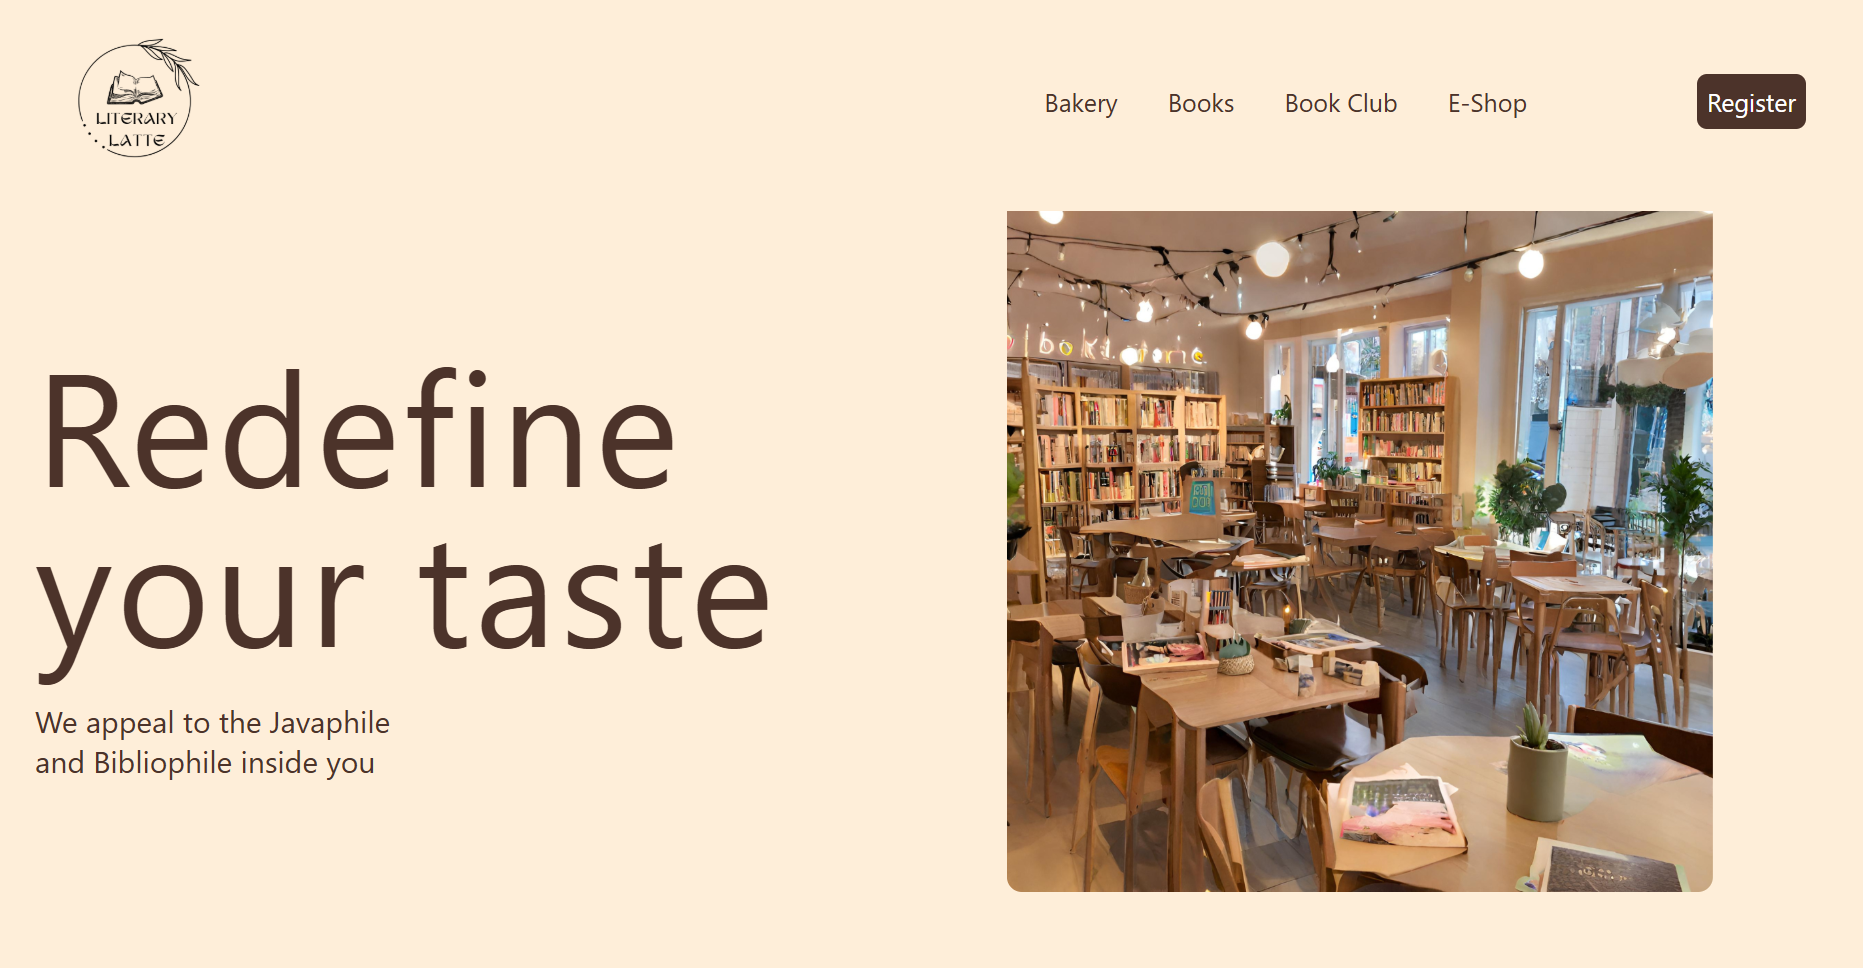 LITERARY
LATTE
Bakery
Books
Book Club
E-Shop
Register
Redefine
your taste
We appeal to the Javaphile
and Bibliophile inside you